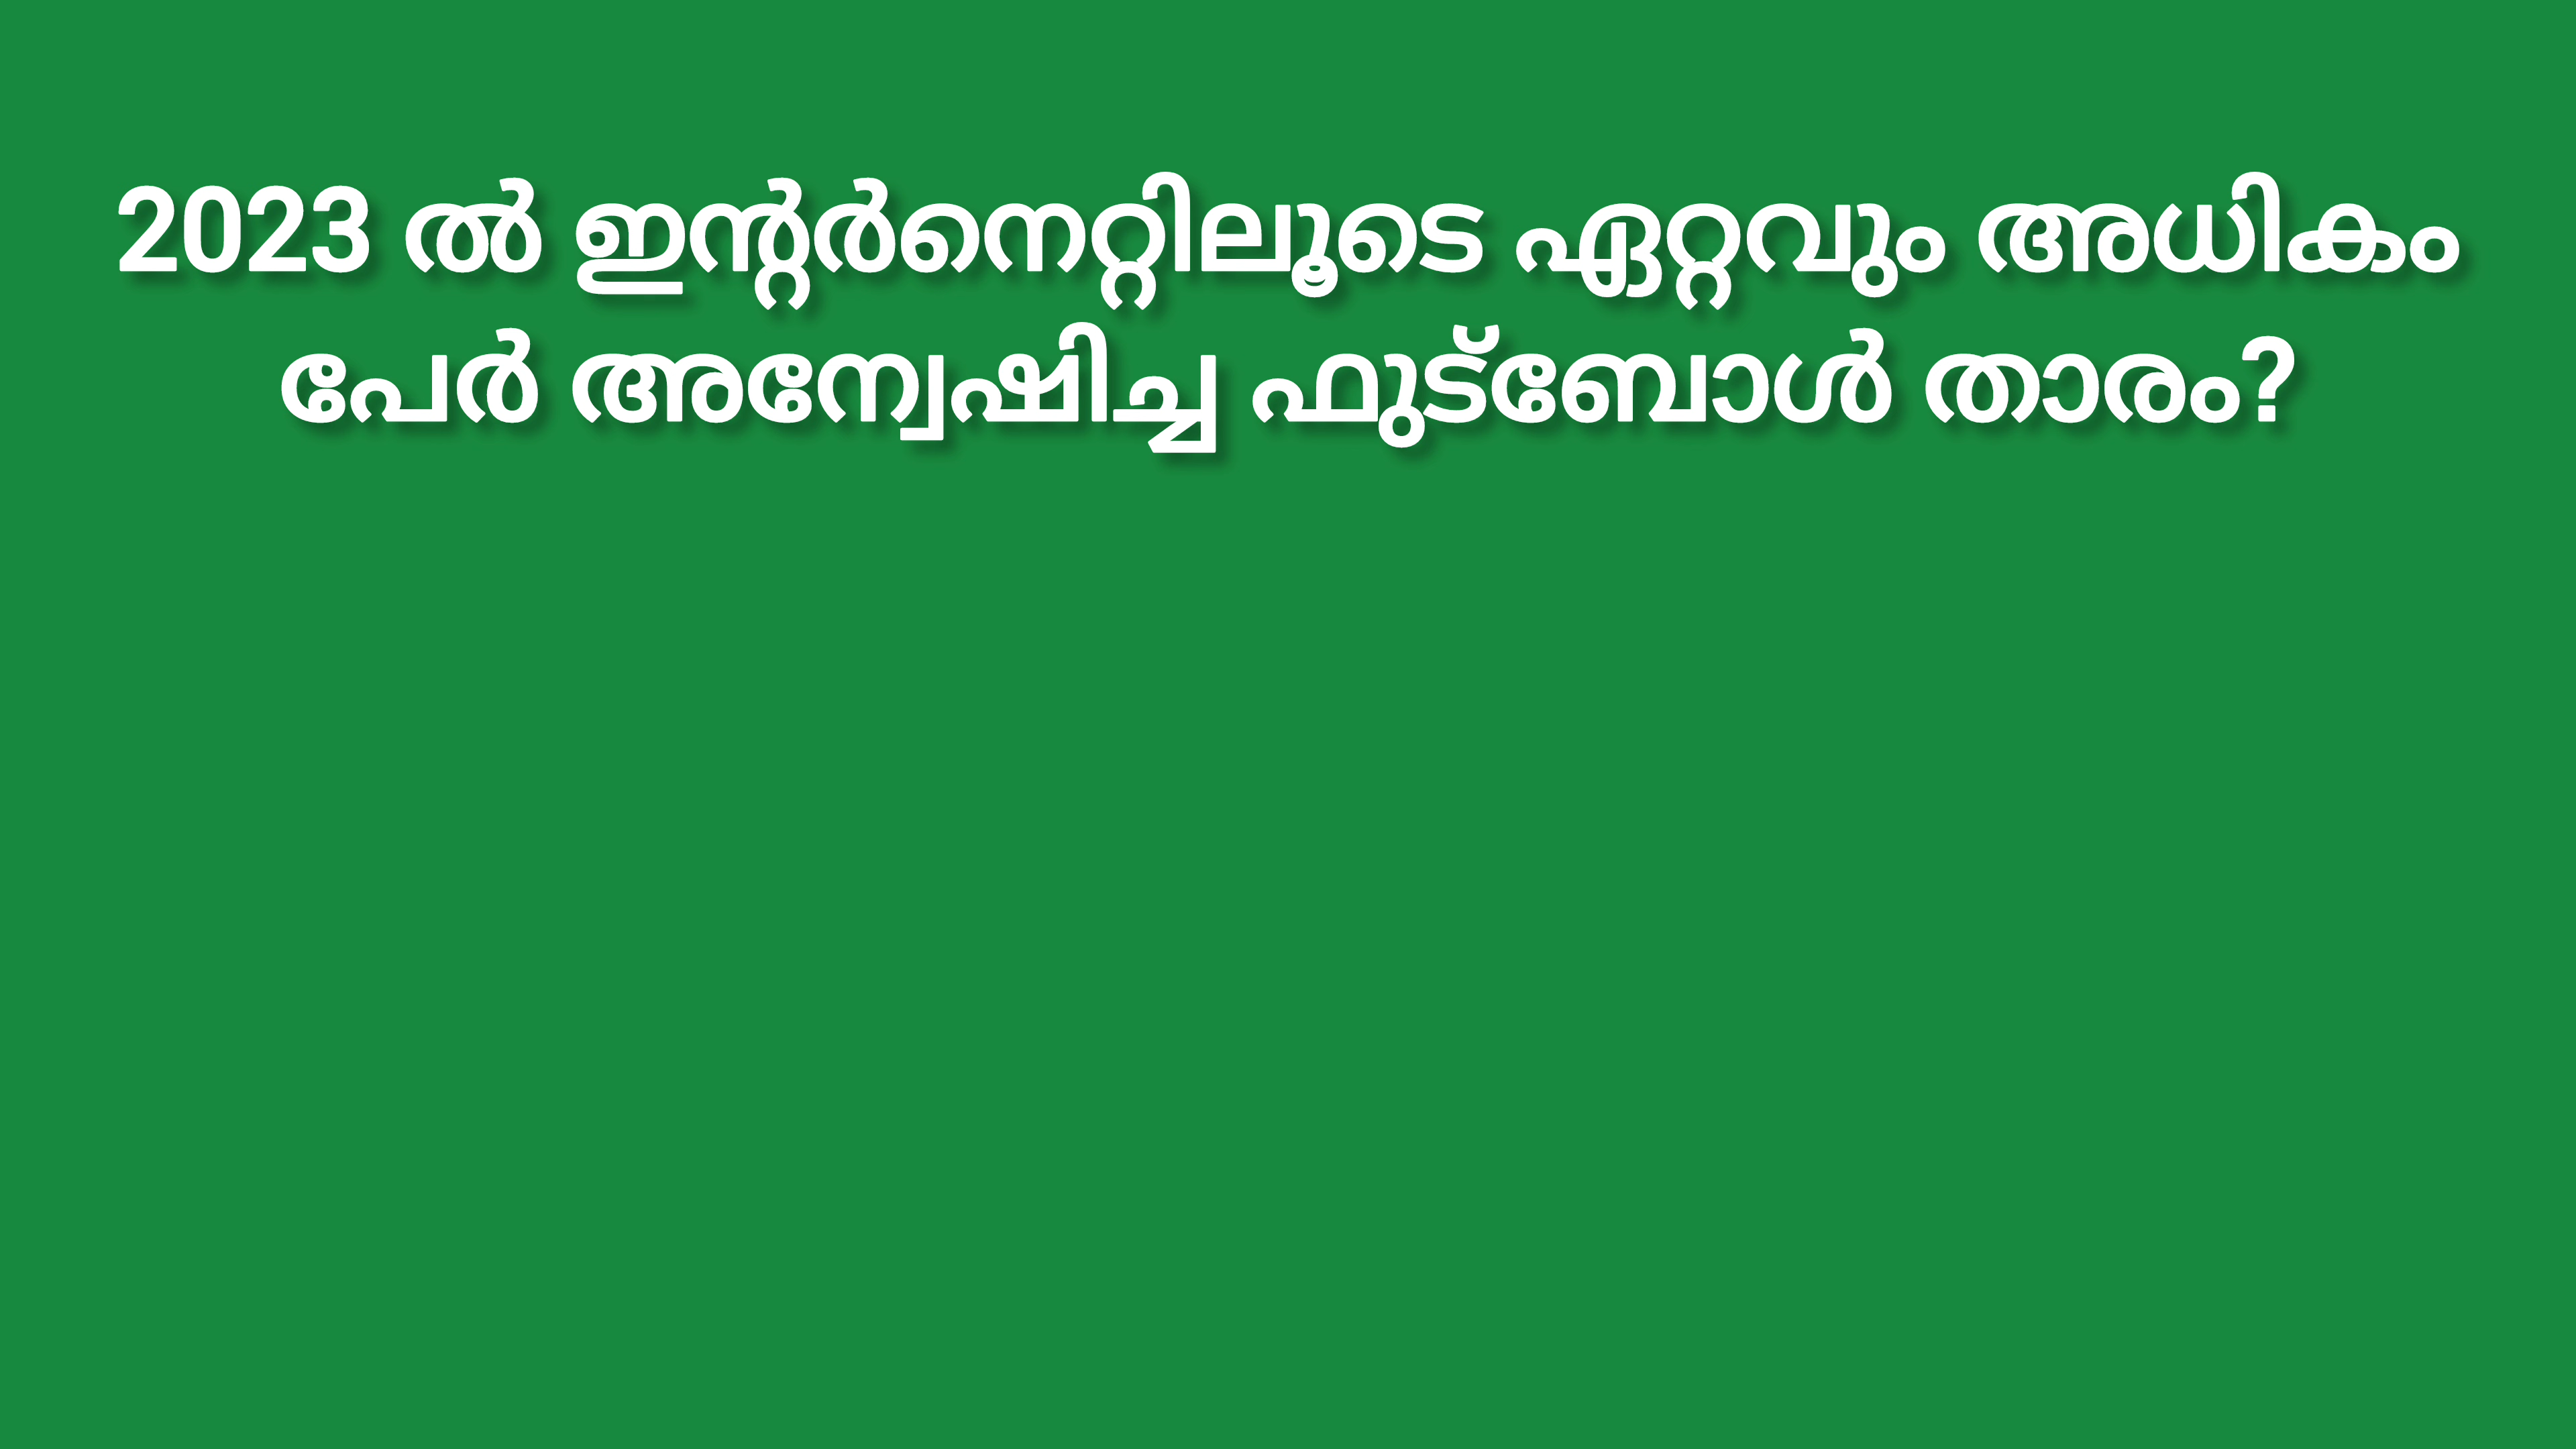 2023 ൽ ഇന്റർനെറ്റിലൂടെ ഏറ്റവും അധികം
പേർ അന്വേഷിച്ച ഫുട്ബോൾ താരം?